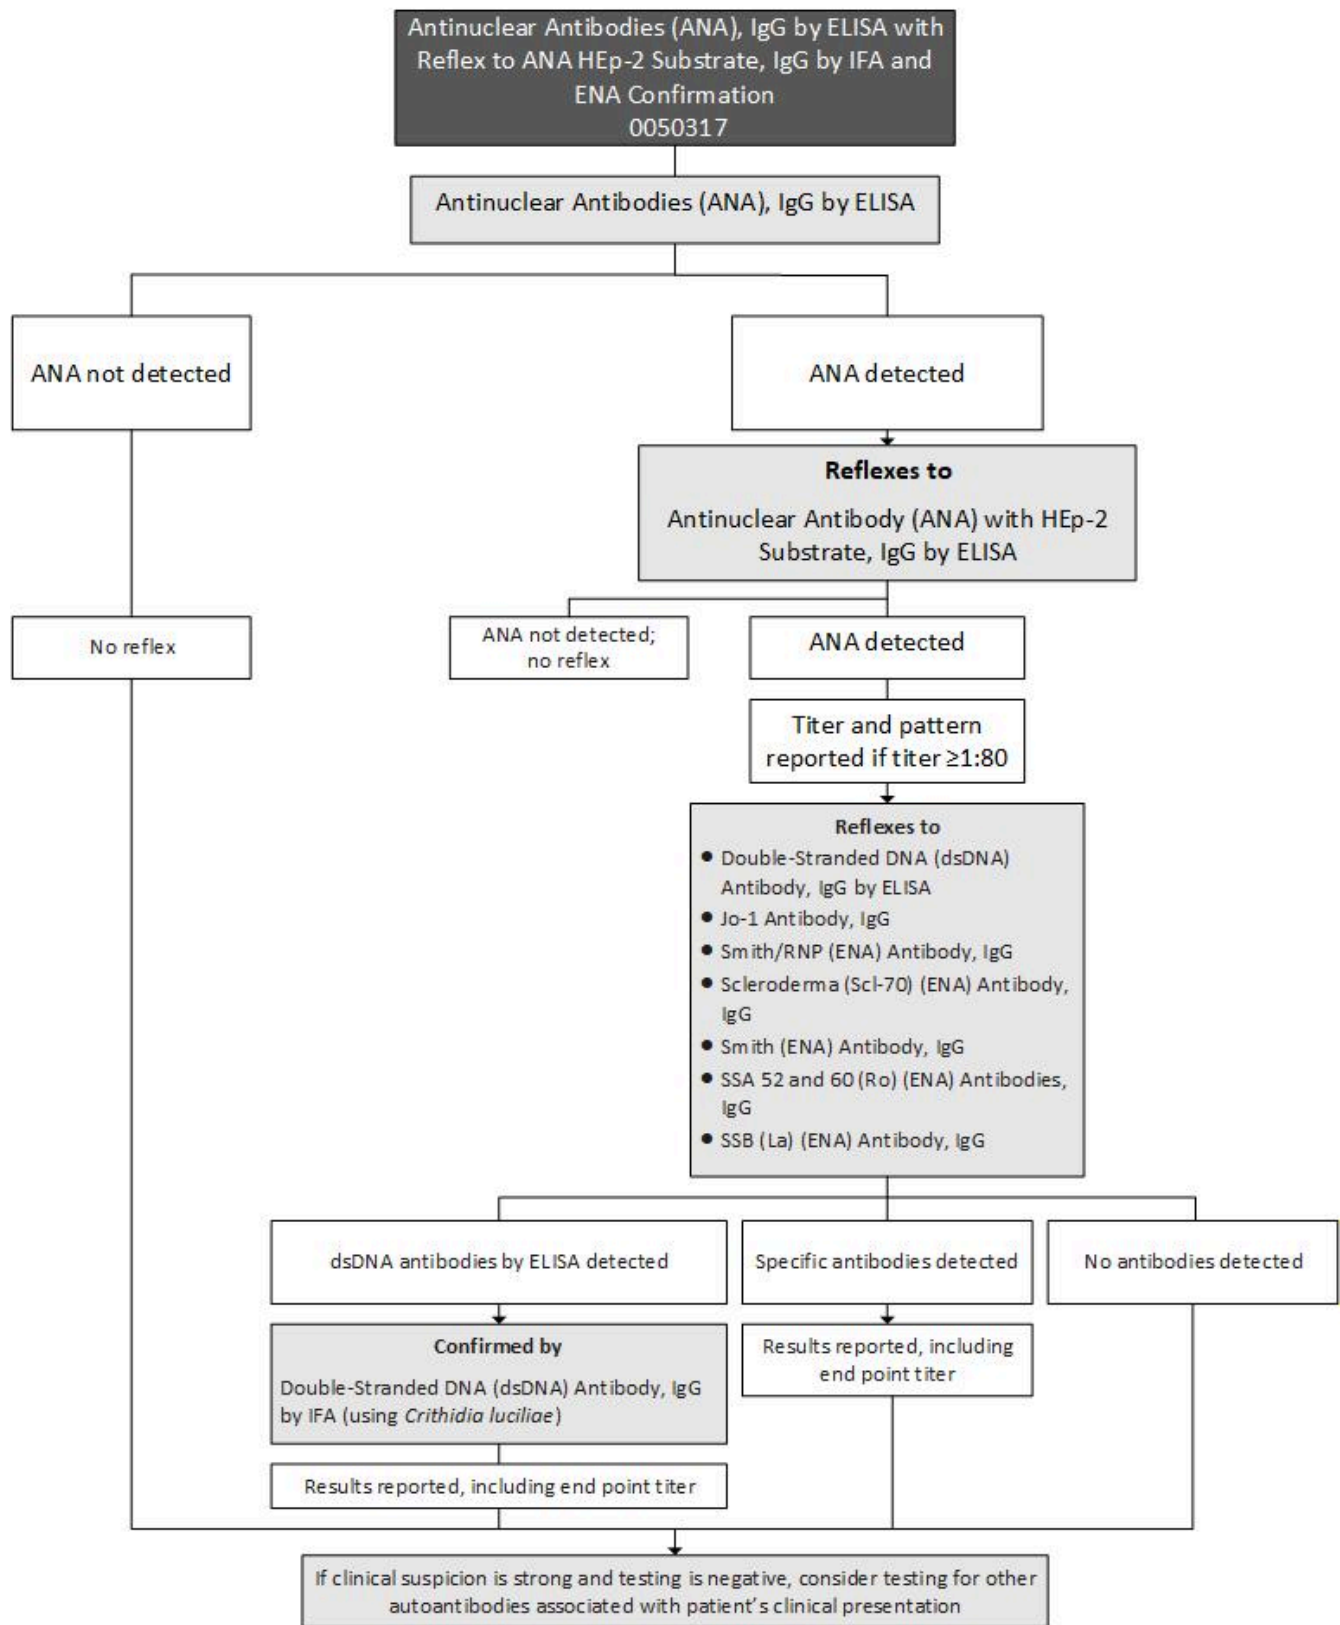 Antinuclear Antibodies (ANA), IgG by ELISA with
Reflex to ANA HEp-2 Substrate, IgG by IFA and
ENA Confirmation
0050317
Antinuclear Antibodies (ANA), IgG by ELISA
ANA not detected
ANA detected
Reflexes to
Antinuclear Antibody (ANA) with HEp-2
Substrate, IgG by ELISA
No reflex
ANA not detected;
no reflex
ANA detected
Titer and pattern
reported if titer ≥1:80
Reflexes to
• Double-Stranded DNA (dsDNA)
Antibody, IgG by ELISA
• Jo-1 Antibody, IgG
• Smith/RNP (ENA) Antibody, IgG
• Scleroderma (Scl-70) (ENA) Antibody,
IgG
• Smith (ENA) Antibody, IgG
• SSA 52 and 60 (Ro) (ENA) Antibodies,
IgG
• SSB (La) (ENA) Antibody, IgG
dsDNA antibodies by ELISA detected
Specific antibodies detected
No antibodies detected
Confirmed by
Double-Stranded DNA (dsDNA) Antibody, IgG
by IFA (using Crithidia luciliae)
Results reported, including
end point titer
Results reported, including end point titer
If clinical suspicion is strong and testing is negative, consider testing for other
autoantibodies associated with patient's clinical presentation